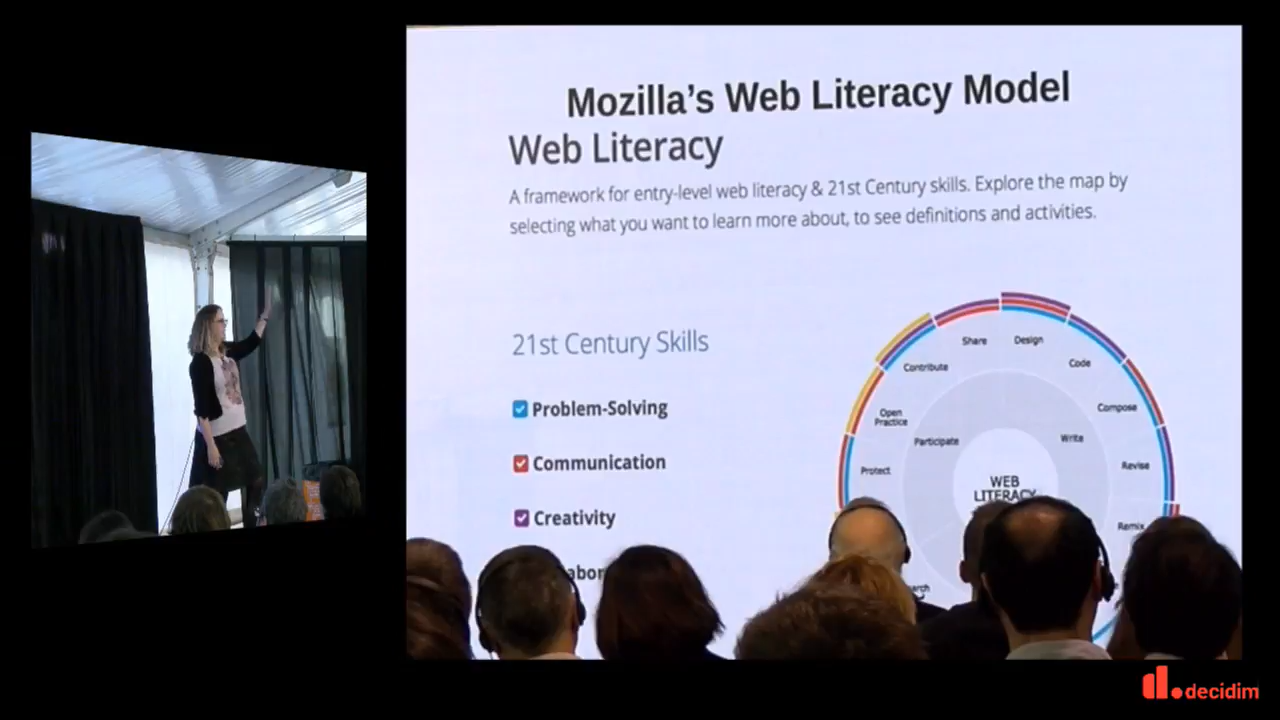 Mozilla's Web Literacy Model
Web Literacy
A framework for entry-level web literacy & 21st Century skills. Explore the map by
selecting what you want to learn more about, to see definitions and activities.
21st Century Skills
Problem-Solving
Communication
Creativity
Share
Design
Contribute
Code
Open
Practice
Compose
Participate
Write
Protect
Revise
WEB
LITERACY
Remix
decidim